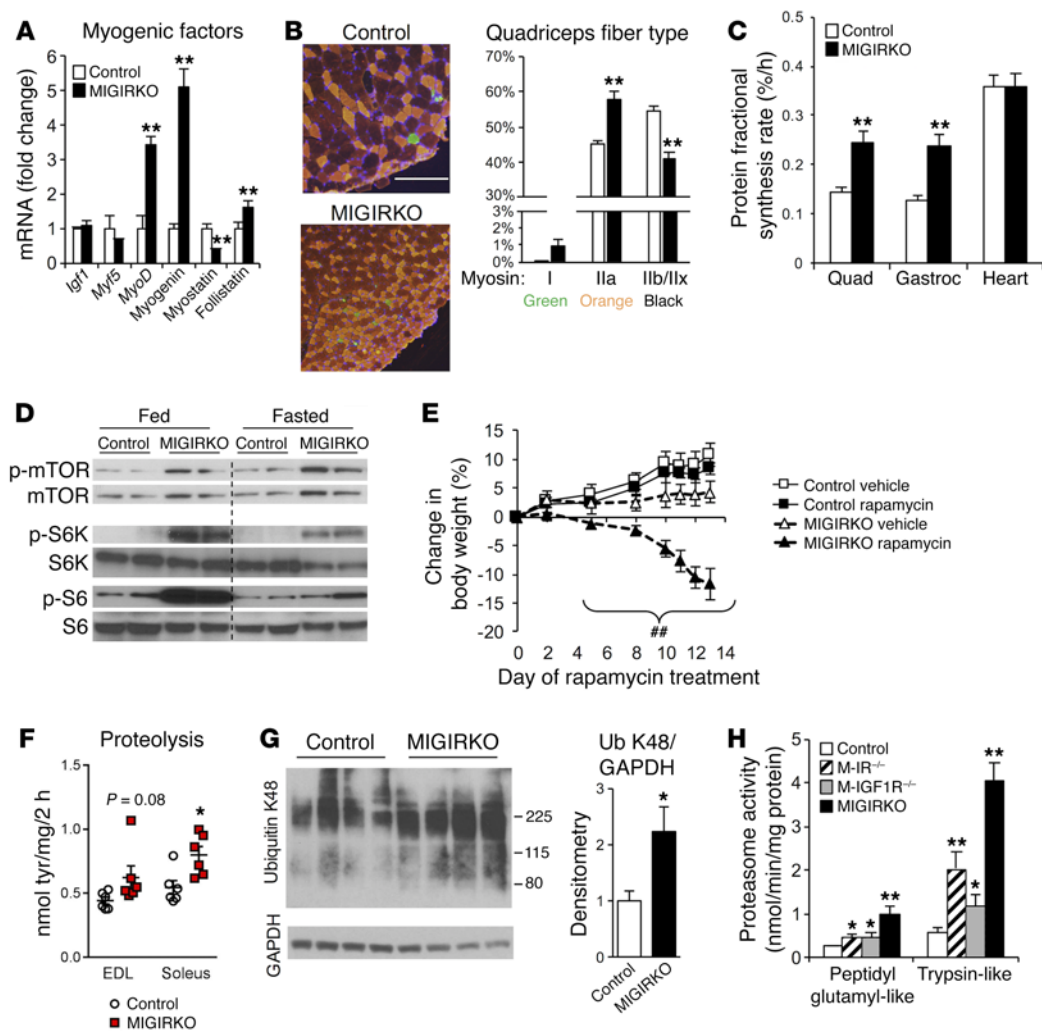 A
Myogenic factors
Control
MIGIRKO
mRNA (fold change)
6
5
4
3
2
1
0
**
**
**
**
Igf1
Myf5
MyoD
Myogenin
Myostatin
Follistatin
B
Control
MIGIRKO
Quadriceps fiber type
70%
60%
50%
40%
30%
3%
2%
1%
0%
**
**
Myosin: I IIa IIb/IIx
Green Orange Black
C
Control
MIGIRKO
Protein fractional
synthesis rate (%/h)
0.5
0.4
0.3
0.2
0.1
0
**
**
Quad Gastroc Heart
D
Fed Fasted
Control MIGIRKO Control MIGIRKO
p-mTOR
mTOR
p-S6K
S6K
p-S6
S6
E
Change in
body weight (%)
15
10
5
0
-5
-10
-15
-20
##
0 2 4 6 8 10 12 14
Day of rapamycin treatment
Control vehicle
Control rapamycin
MIGIRKO vehicle
MIGIRKO rapamycin
F
Proteolysis
nmol tyr/mg/2 h
1.5
1.0
0.5
0.0
P = 0.08
*
EDL Soleus
Control
MIGIRKO
G
Control MIGIRKO
Ubiquitin K48
225
115
80
GAPDH
Ub K48/
GAPDH
Densitometry
3
2
1
0
*
Control
MIGIRKO
H
Control
M-IR–/–
M-IGF1R–/–
MIGIRKO
Proteasome activity
(nmol/min/mg protein)
5
4
3
2
1
0
* * **
** * **
Peptidyl
glutamyl-like
Trypsin-like